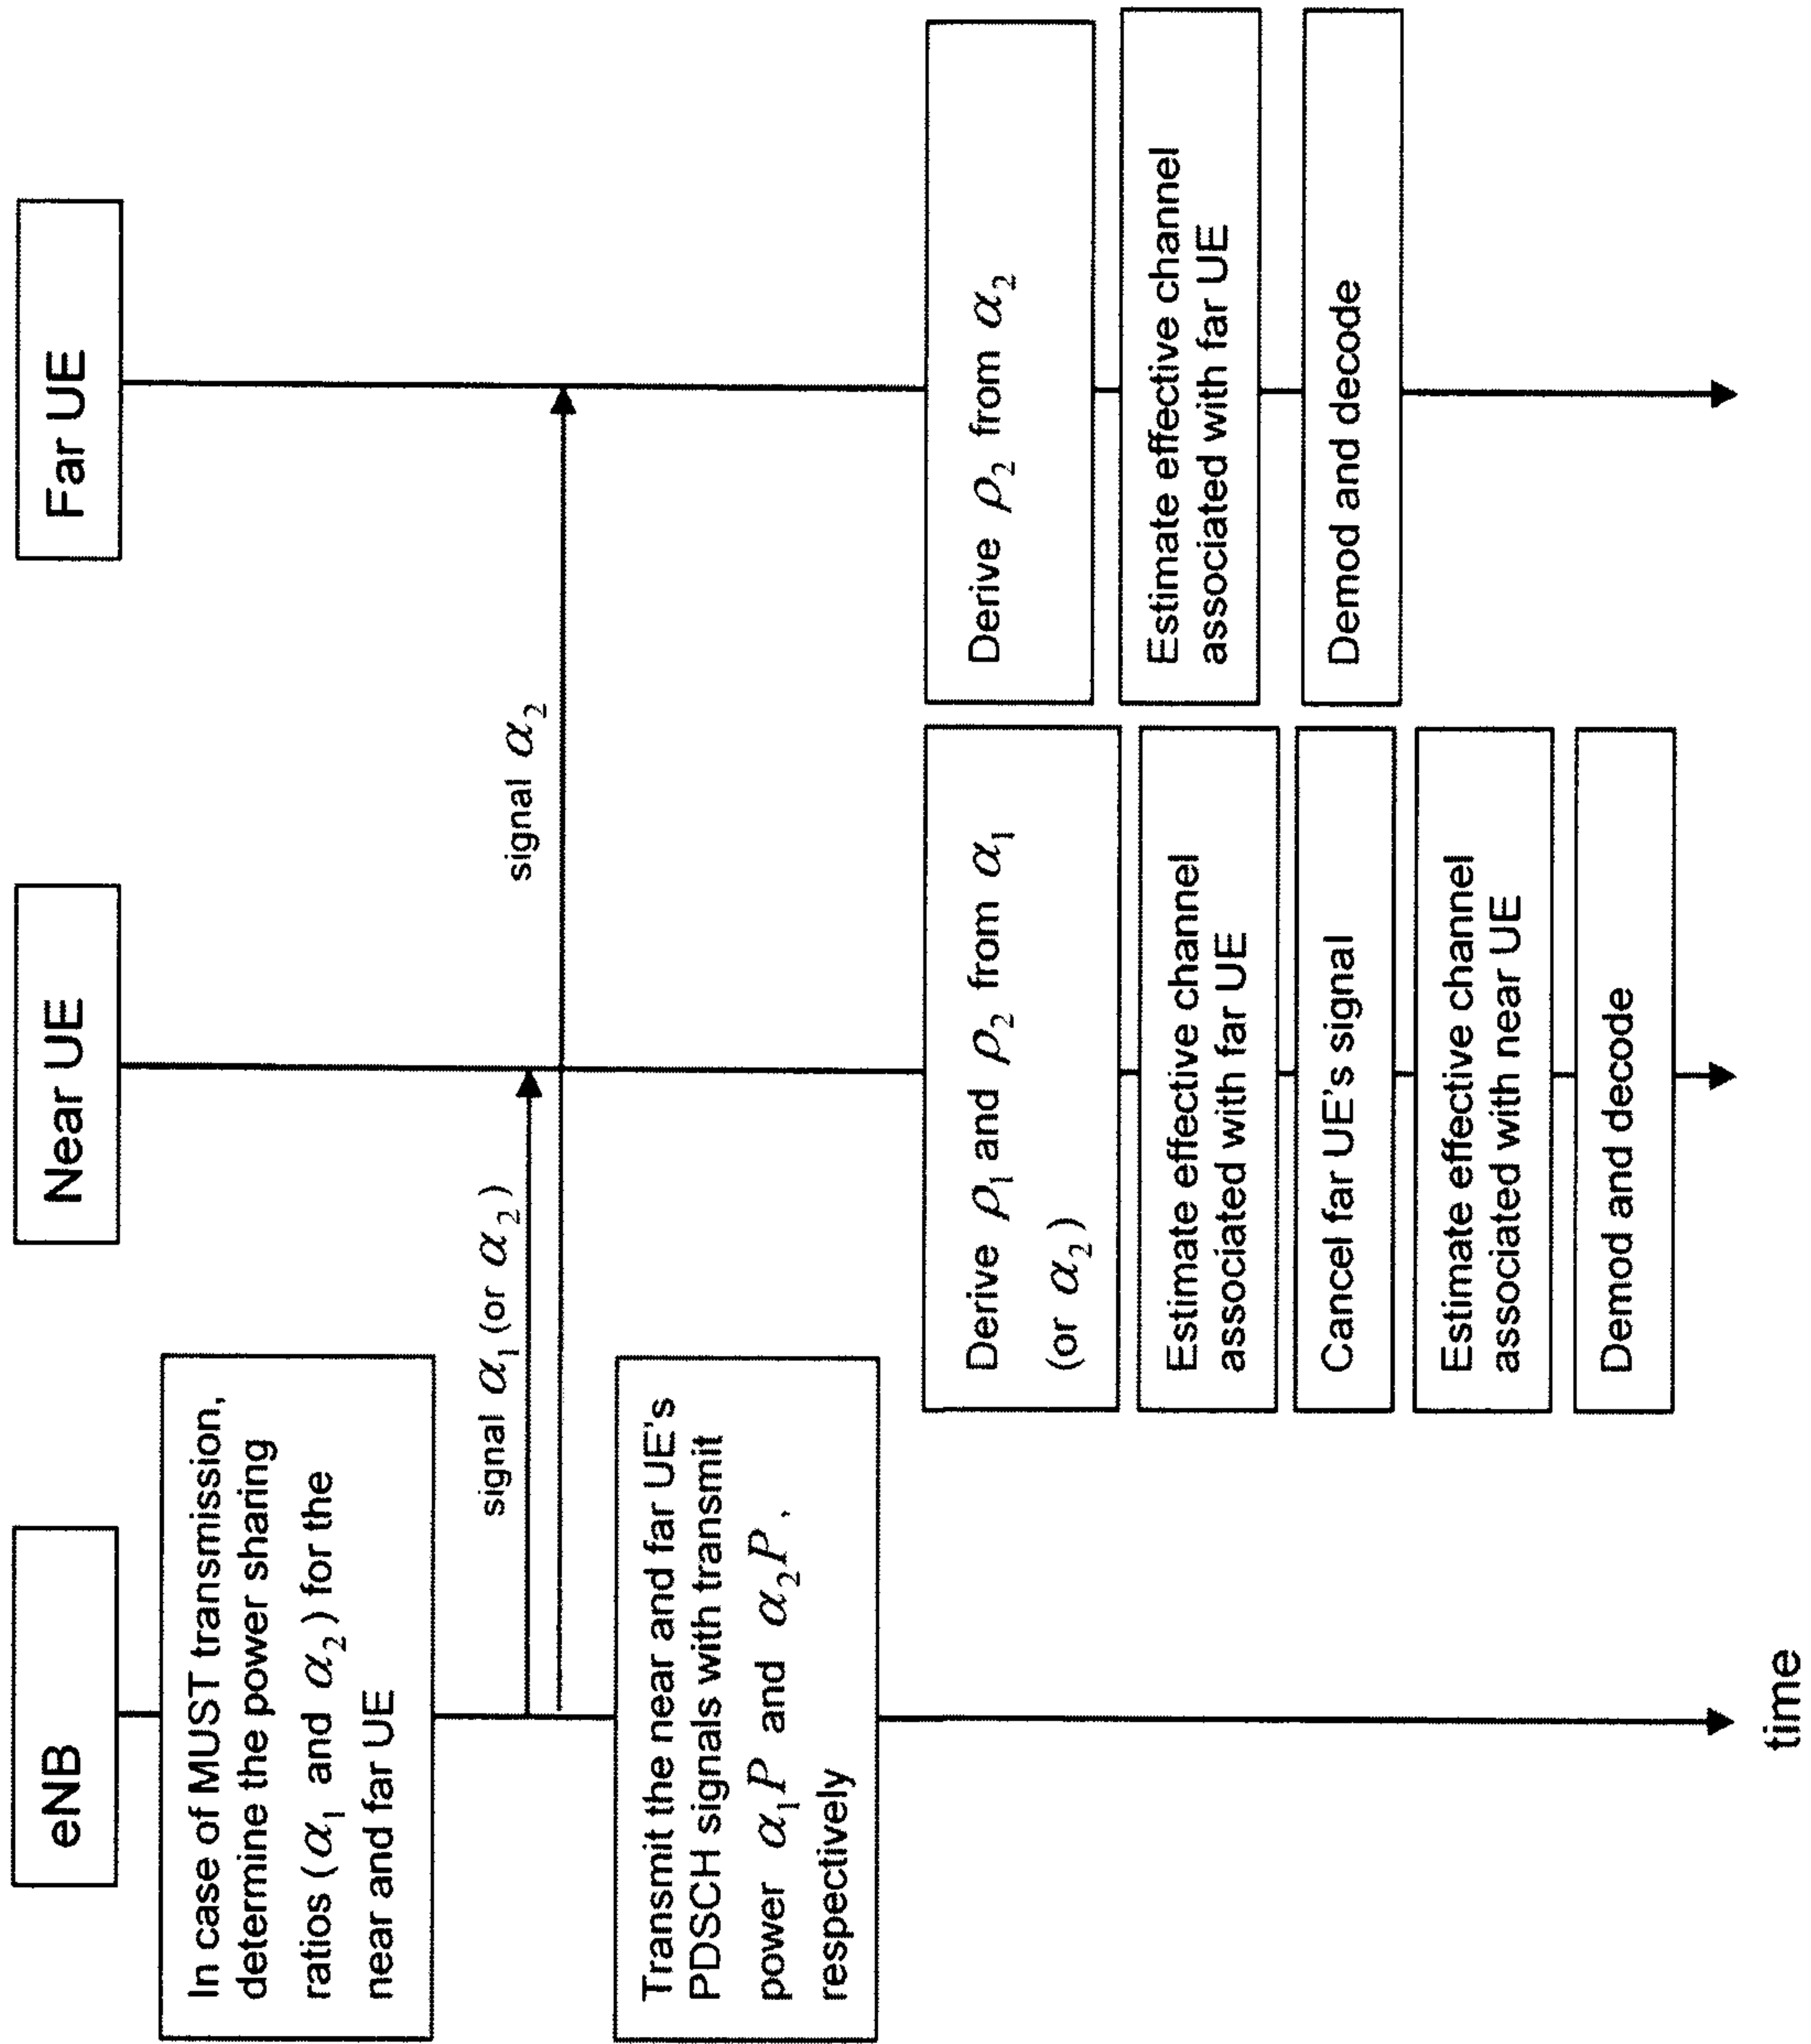 eNB
Near UE
Far UE
In case of MUST transmission,
determine the power sharing
ratios (α₁ and α₂) for the
near and far UE
signal α₁ (or α₂)
signal α₂
Transmit the near and far UE's
PDSCH signals with transmit
power α₁P and α₂P,
respectively
Derive ρ₁ and ρ₂ from α₁
(or α₂)
Estimate effective channel
associated with far UE
Cancel far UE's signal
Estimate effective channel
associated with near UE
Demod and decode
Derive ρ₂ from α₂
Estimate effective channel
associated with far UE
Demod and decode
time